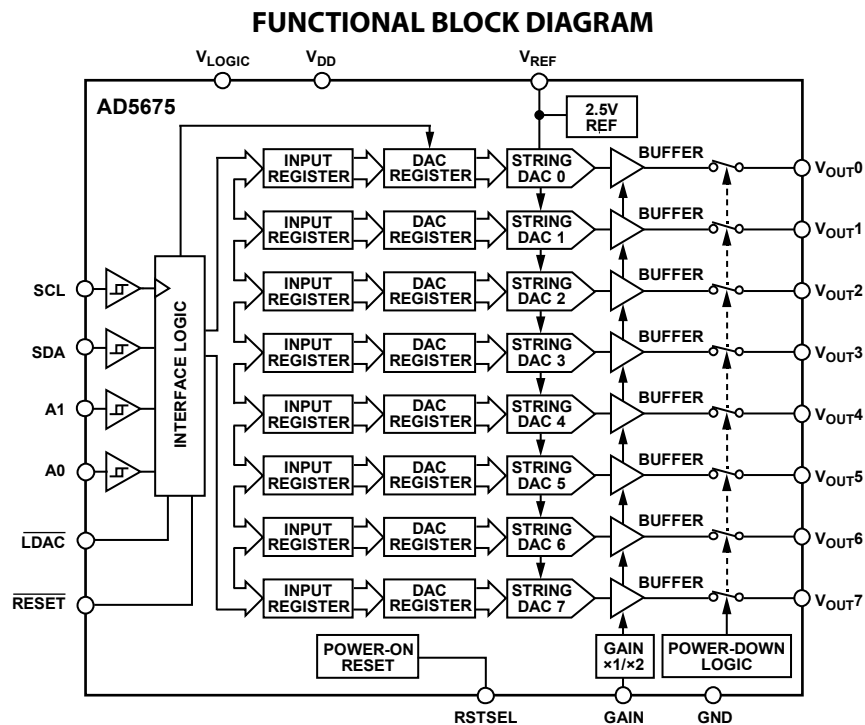 FUNCTIONAL BLOCK DIAGRAM
VLOGIC
VDD
VREF
AD5675
2.5V
REF
INPUT
REGISTER
DAC
REGISTER
STRING
DAC 0
BUFFER
VOUT0
INPUT
REGISTER
DAC
REGISTER
STRING
DAC 1
BUFFER
VOUT1
INPUT
REGISTER
DAC
REGISTER
STRING
DAC 2
BUFFER
VOUT2
INPUT
REGISTER
DAC
REGISTER
STRING
DAC 3
BUFFER
VOUT3
INPUT
REGISTER
DAC
REGISTER
STRING
DAC 4
BUFFER
VOUT4
INPUT
REGISTER
DAC
REGISTER
STRING
DAC 5
BUFFER
VOUT5
INPUT
REGISTER
DAC
REGISTER
STRING
DAC 6
BUFFER
VOUT6
INPUT
REGISTER
DAC
REGISTER
STRING
DAC 7
BUFFER
VOUT7
SCL
SDA
A1
A0
LDAC
RESET
INTERFACE LOGIC
POWER-ON
RESET
GAIN
×1/×2
POWER-DOWN
LOGIC
RSTSEL
GAIN
GND